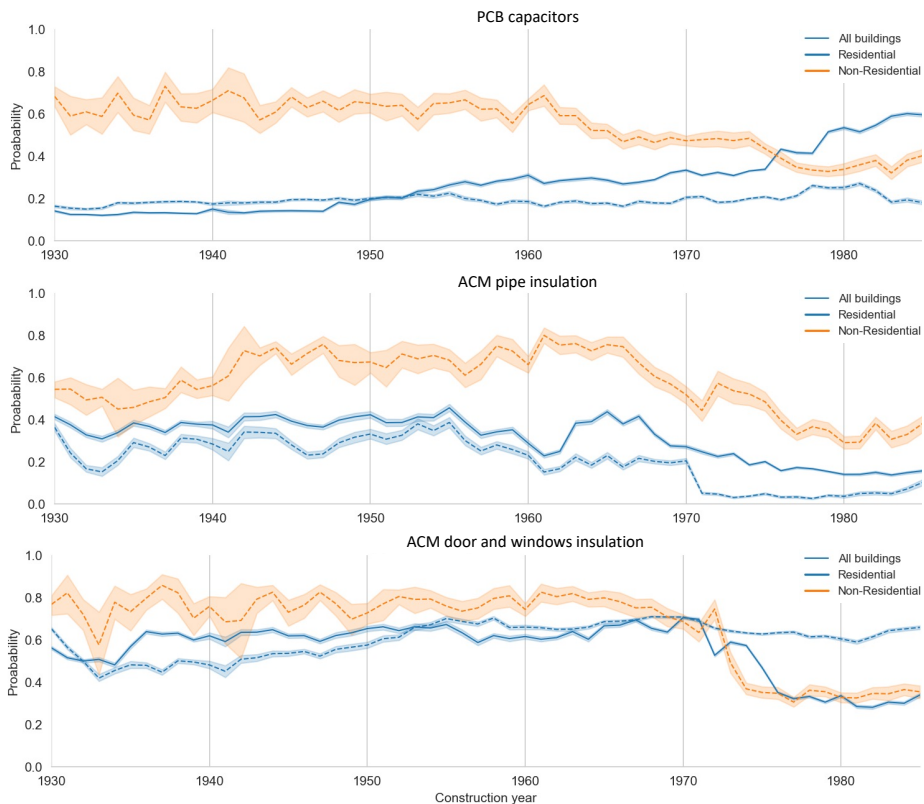 PCB capacitors
1.0
0.8
0.6
0.4
0.2
0.0
Proabability
All buildings
Residential
Non-Residential
1930 1940 1950 1960 1970 1980
ACM pipe insulation
1.0
0.8
0.6
0.4
0.2
0.0
Probability
All buildings
Residential
Non-Residential
1930 1940 1950 1960 1970 1980
ACM door and windows insulation
1.0
0.8
0.6
0.4
0.2
0.0
Proabability
All buildings
Residential
Non-Residential
1930 1940 1950 1960 1970 1980
Construction year